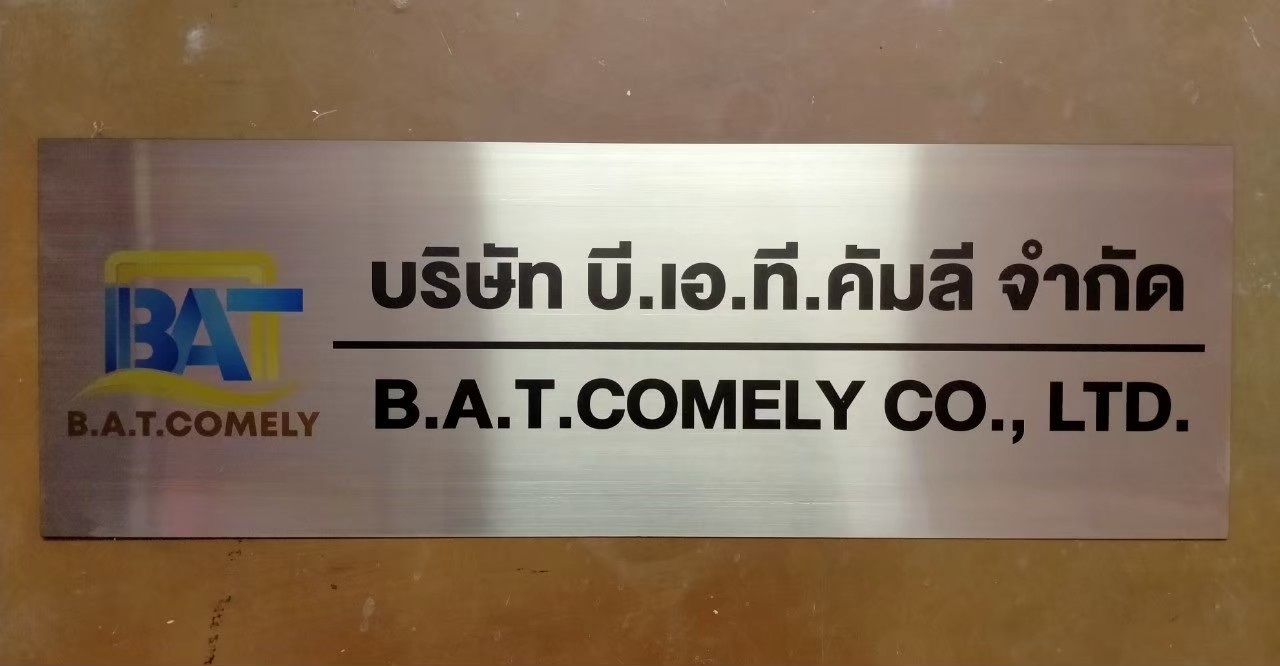 BAT
B.A.T.COMELY
บริษัท บี.เอ.ที.คัมลี จำกัด
B.A.T.COMELY CO., LTD.